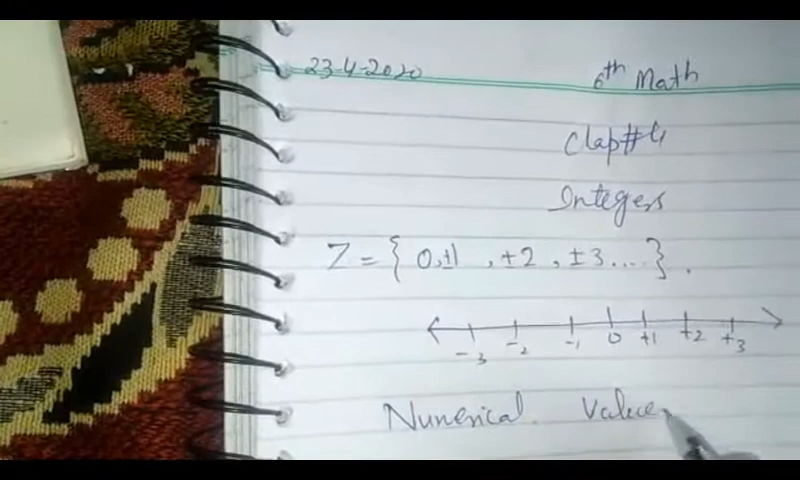 23-4-2020 6th Math
Chap#4
Integers
Z = { 0, ±1 , ±2 , ±3 ... } .
-3 -2 -1 0 +1 +2 +3
Numerical Value